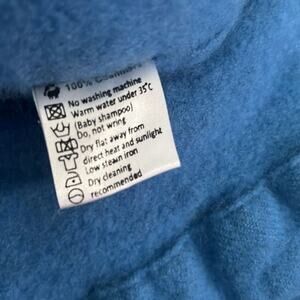 100% Cashmere
No washing machine
Warm water under 35℃
(Baby shampoo)
Do, not wring
Dry flat away from
direct heat and sunlight
Low steam iron
Dry cleaning
recommended